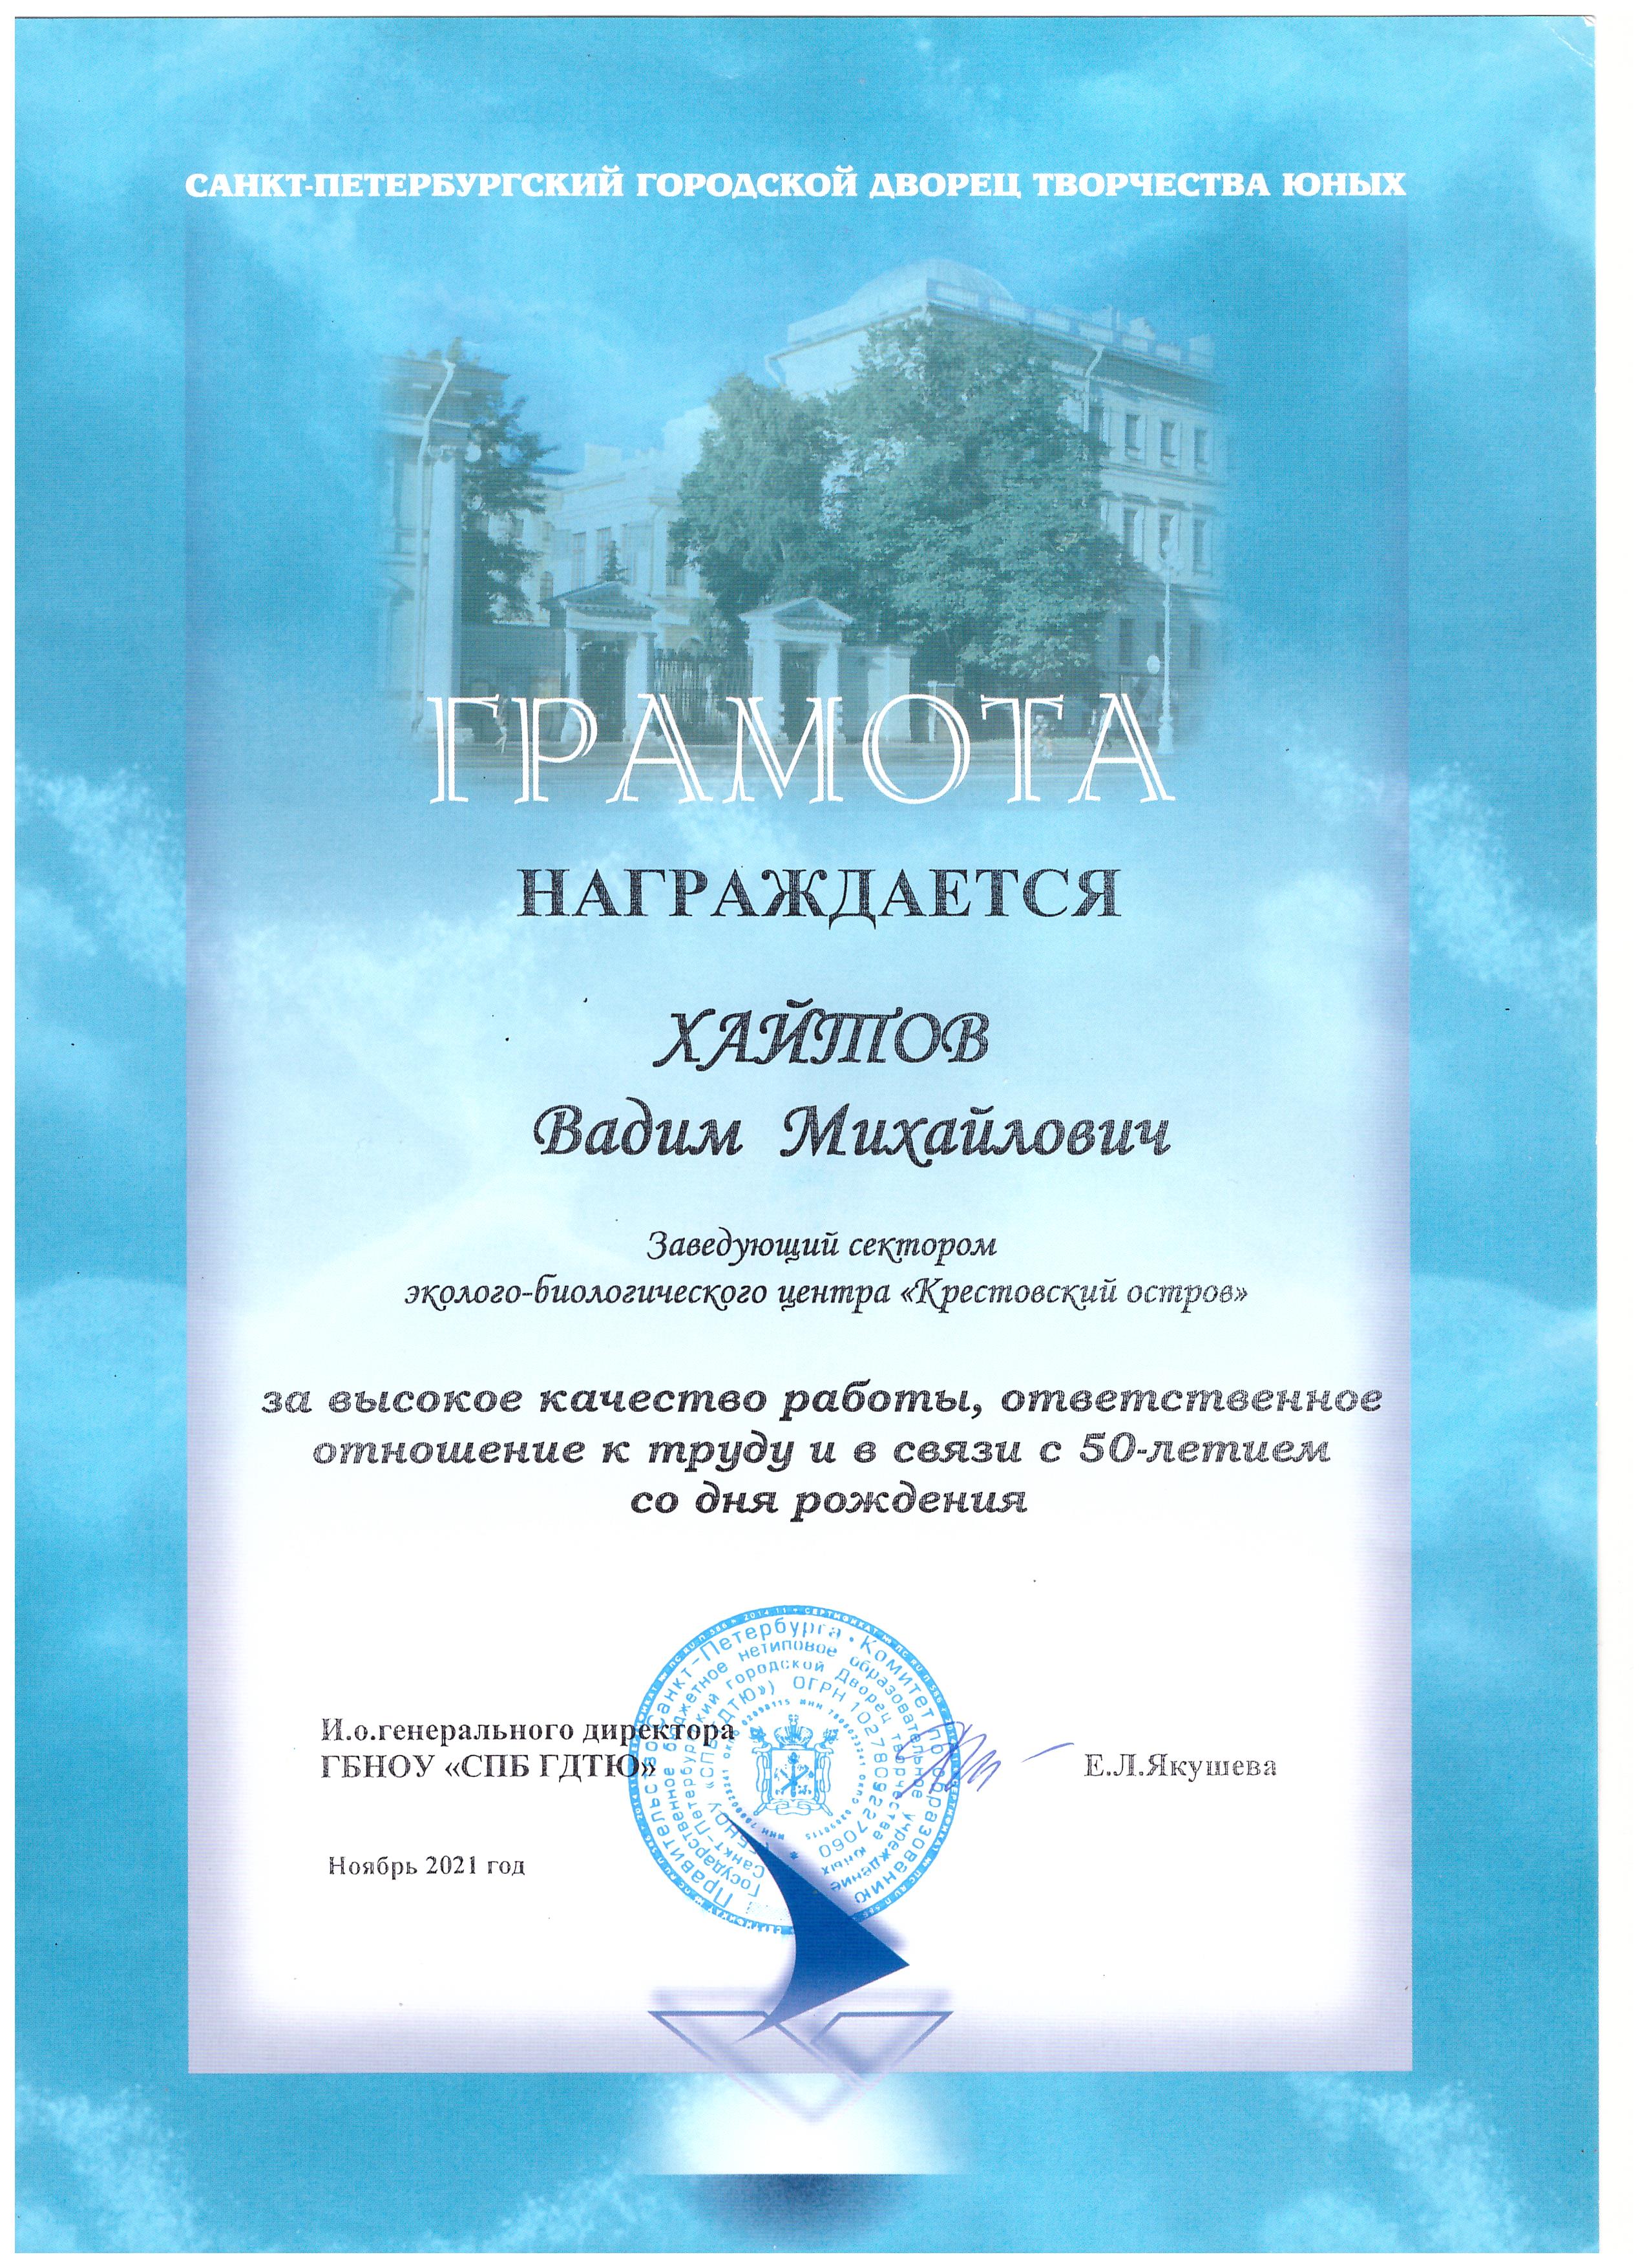 САНКТ-ПЕТЕРБУРГСКИЙ ГОРОДСКОЙ ДВОРЕЦ ТВОРЧЕСТВА ЮНЫХ
ГРАМОТА
НАГРАЖДАЕТСЯ
ХАЙТОВ
Вадим Михайлович
Заведующий сектором
эколого-биологического центра «Крестовский остров»
за высокое качество работы, ответственное
отношение к труду и в связи с 50-летием
со дня рождения
Правительство Санкт-Петербурга • Комитет по образованию
Государственное бюджетное нетиповое образовательное учреждение
Санкт-Петербургский городской Дворец творчества юных
ГБНОУ «СПБ ГДТЮ») ОГРН 1027809227060
И.о.генерального директора
ГБНОУ «СПБ ГДТЮ»
Е.Л.Якушева
Ноябрь 2021 год